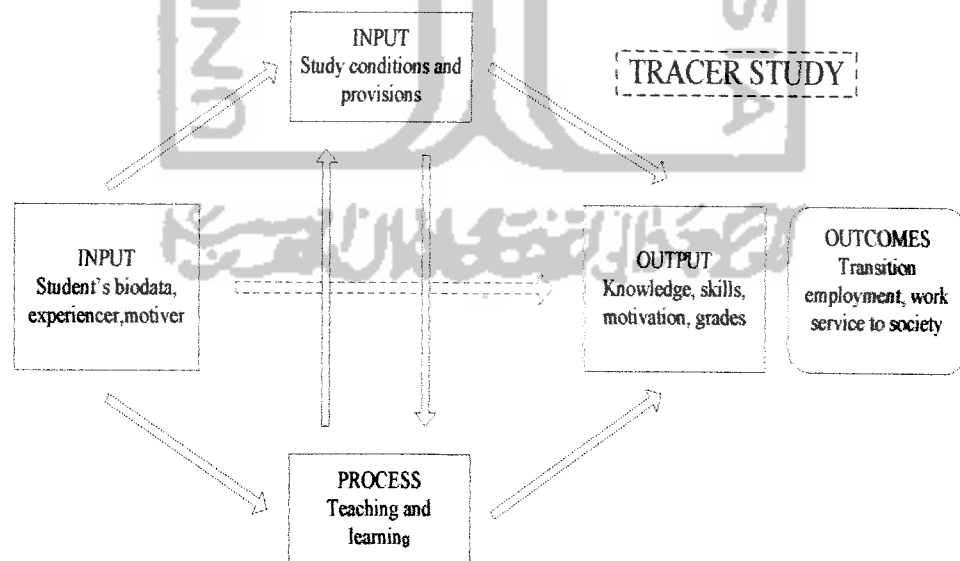 INPUT
Study conditions and
provisions
TRACER STUDY
INPUT
Student's biodata,
experiencer,motiver
OUTPUT
Knowledge, skills,
motivation, grades
OUTCOMES
Transition
employment, work
service to society
PROCESS
Teaching and
learning